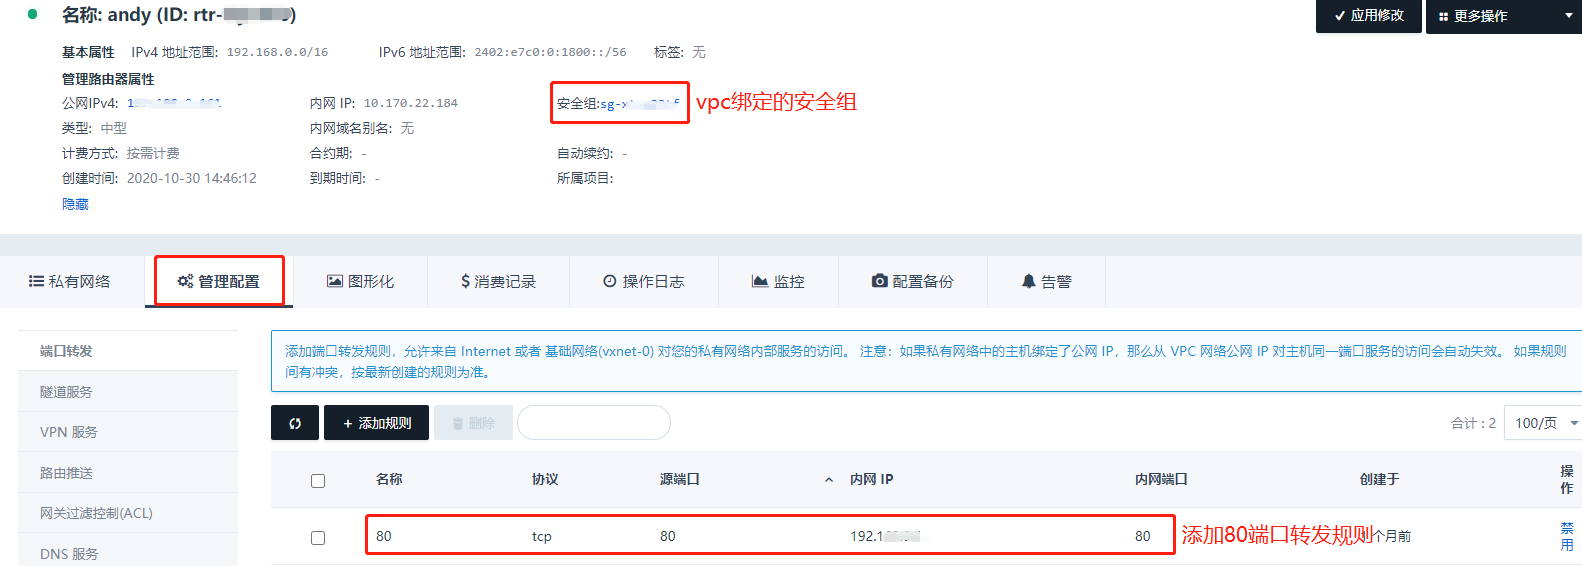 名称: andy (ID: rtr-
应用修改
更多操作
基本属性 IPv4 地址范围: 192.168.0.0/16 IPv6 地址范围: 2402:e7c0:0:1800::/56 标签: 无
管理路由器属性
公网IPv4: 内网 IP: 10.170.22.184 安全组:sg-
vpc绑定的安全组
类型: 中型 内网域名别名: 无
计费方式: 按需计费 合约期: - 自动续约: -
创建时间: 2020-10-30 14:46:12 到期时间: - 所属项目:
隐藏
私有网络 管理配置 图形化 消费记录 操作日志 监控 配置备份 告警
端口转发
隧道服务
VPN 服务
路由推送
网关过滤控制(ACL)
DNS 服务
添加端口转发规则，允许来自 Internet 或者 基础网络(vxnet-0) 对您的私有网络内部服务的访问。 注意：如果私有网络中的主机绑定了公网 IP，那么从 VPC 网络公网 IP 对主机同一端口服务的访问会自动失效。 如果规则
间有冲突，按最新创建的规则为准。
+ 添加规则 删除 合计：2 100/页
名称 协议 源端口 内网 IP 内网端口 创建于 操作
80 tcp 80 192.1 80 个月前 禁用
添加80端口转发规则